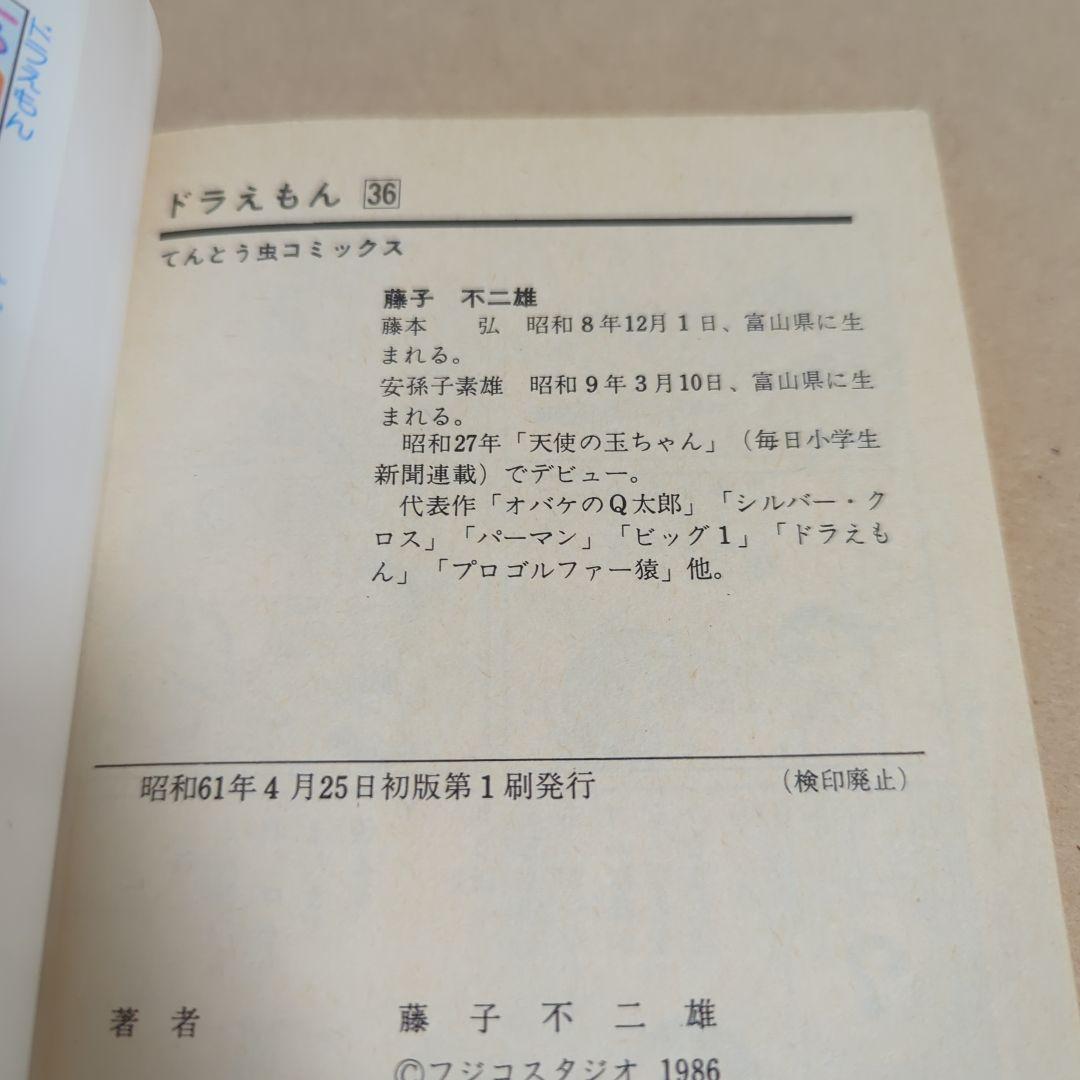 ドラえもん 36
てんとう虫コミックス
藤子 不二雄
藤本 弘 昭和8年12月1日、富山県に生
まれる。
安孫子素雄 昭和9年3月10日、富山県に生
まれる。
昭和27年「天使の玉ちゃん」（毎日小学生
新聞連載）でデビュー。
代表作「オバケのQ太郎」「シルバー・ク
ロス」「パーマン」「ビッグ1」「ドラえも
ん」「プロゴルファー猿」他。
昭和61年4月25日初版第1刷発行 （検印廃止）
著者 藤子不二雄
©フジコスタジオ 1986